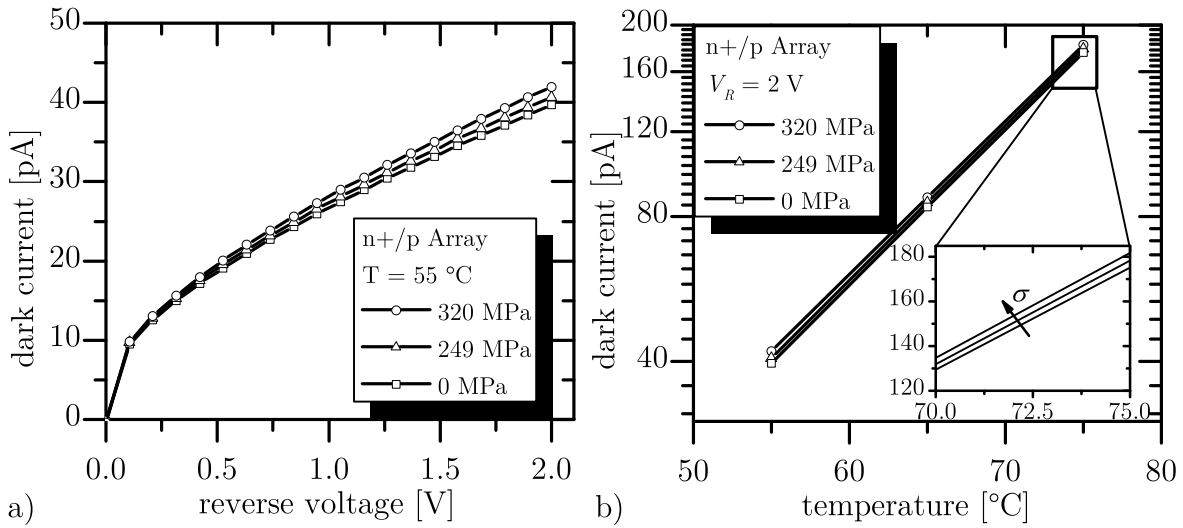 50
40
30
20
10
0
dark current [pA]
n+/p Array
T = 55 °C
320 MPa
249 MPa
0 MPa
0.0 0.5 1.0 1.5 2.0
reverse voltage [V]
a)
200
160
120
80
40
dark current [pA]
n+/p Array
V_R = 2 V
320 MPa
249 MPa
0 MPa
180
160
140
120
σ
70.0 72.5 75.0
50 60 70 80
temperature [°C]
b)